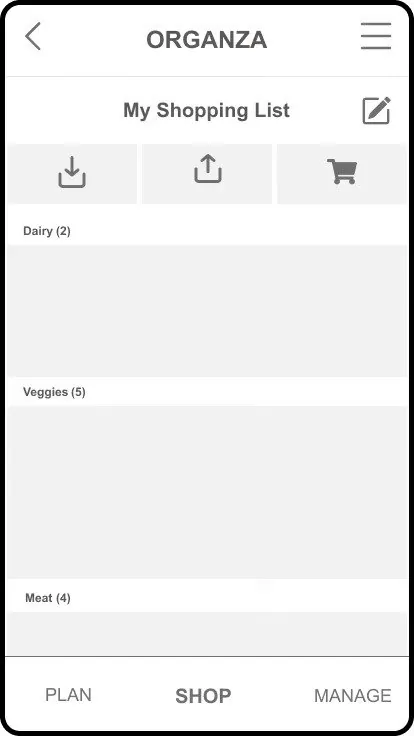 ORGANZA
My Shopping List
Dairy (2)
Veggies (5)
Meat (4)
PLAN SHOP MANAGE